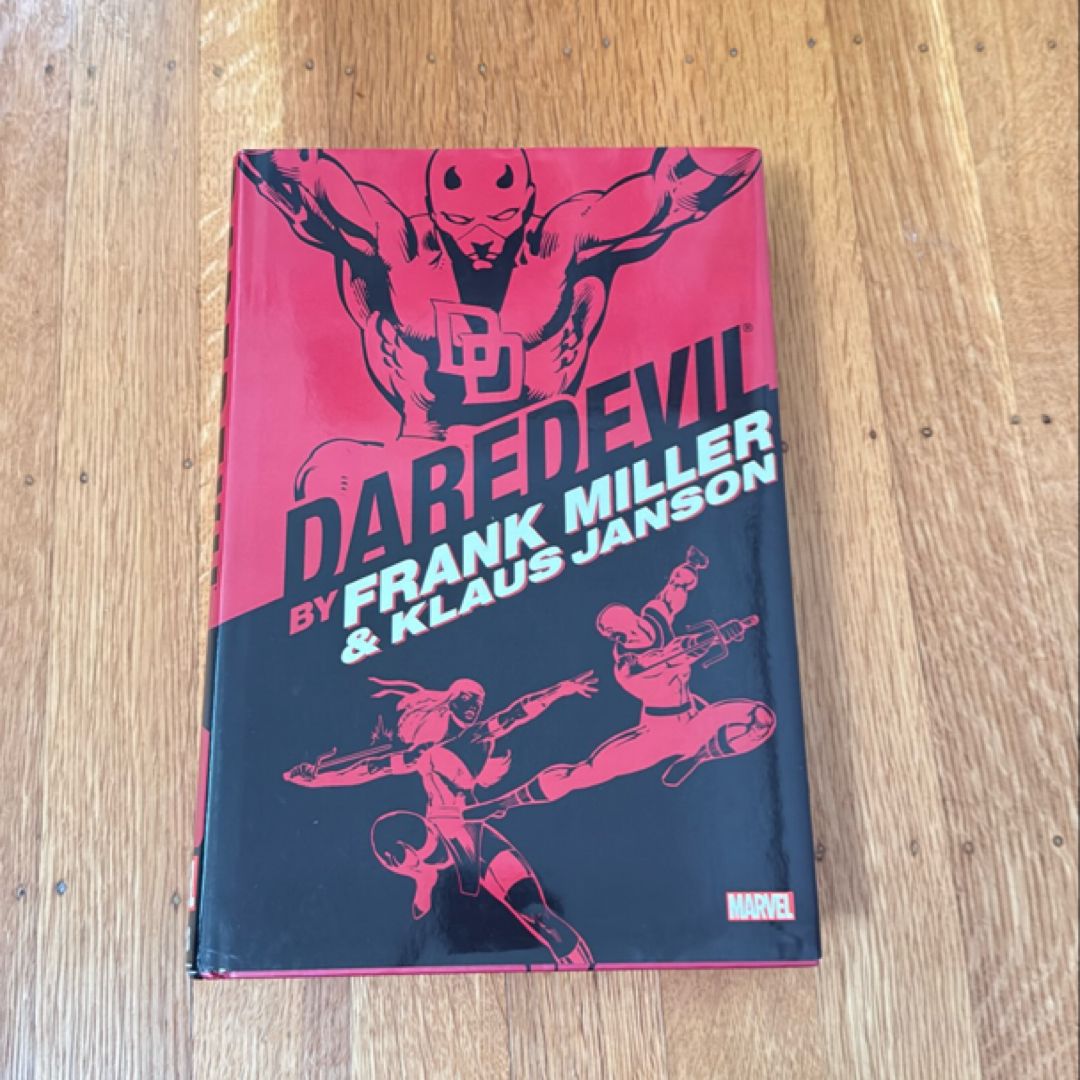 DD
DAREDEVIL®
BY FRANK MILLER
& KLAUS JANSON
MARVEL